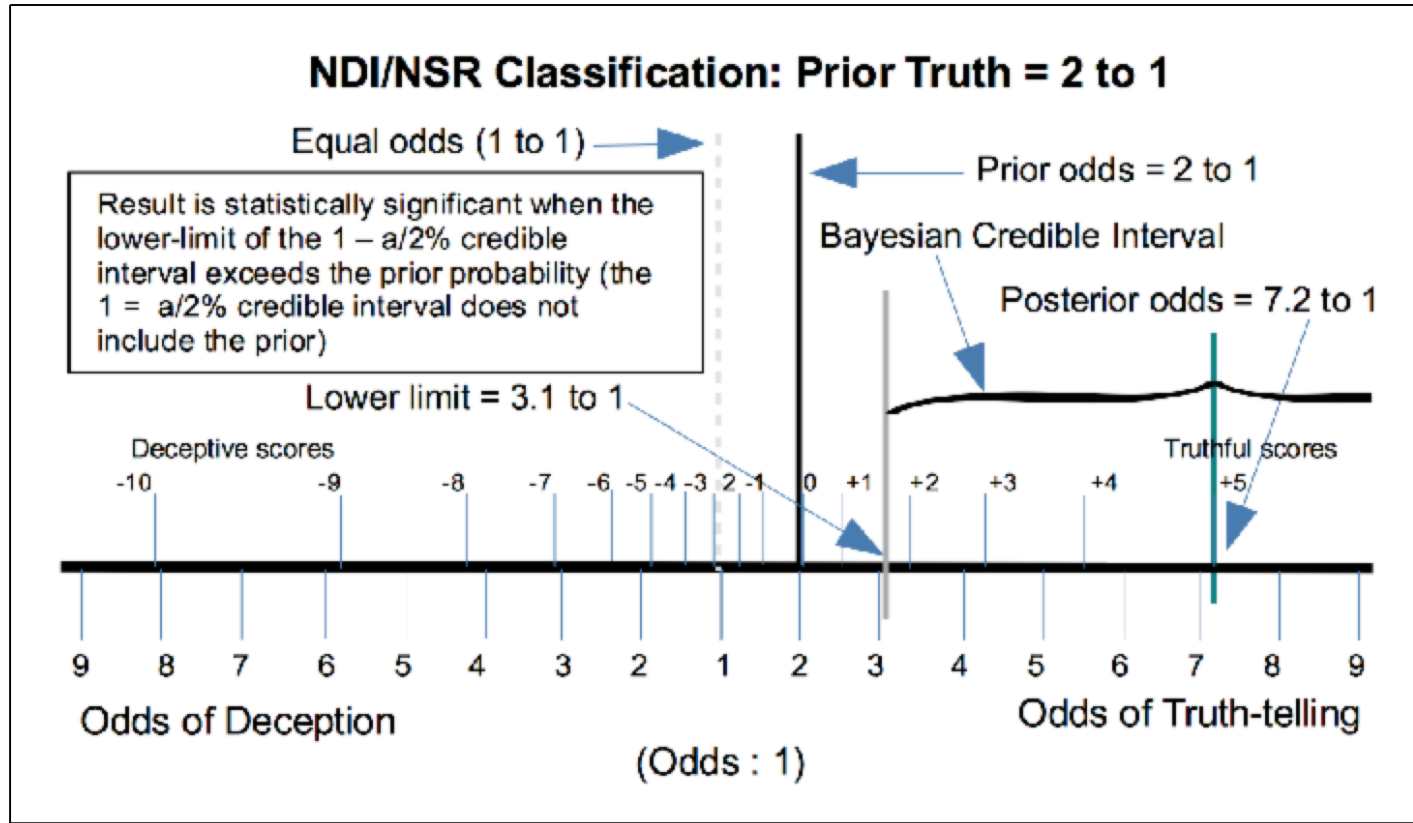 NDI/NSR Classification: Prior Truth = 2 to 1
Equal odds (1 to 1)
Prior odds = 2 to 1
Result is statistically significant when the
lower-limit of the 1 – a/2% credible
interval exceeds the prior probability (the
1 =  a/2% credible interval does not
include the prior)
Bayesian Credible Interval
Posterior odds = 7.2 to 1
Lower limit = 3.1 to 1
Deceptive scores
Truthful scores
-10 -9 -8 -7 -6 -5 -4 -3 -2 -1 0 +1 +2 +3 +4 +5
9 8 7 6 5 4 3 2 1 2 3 4 5 6 7 8 9
Odds of Deception
Odds of Truth-telling
(Odds : 1)